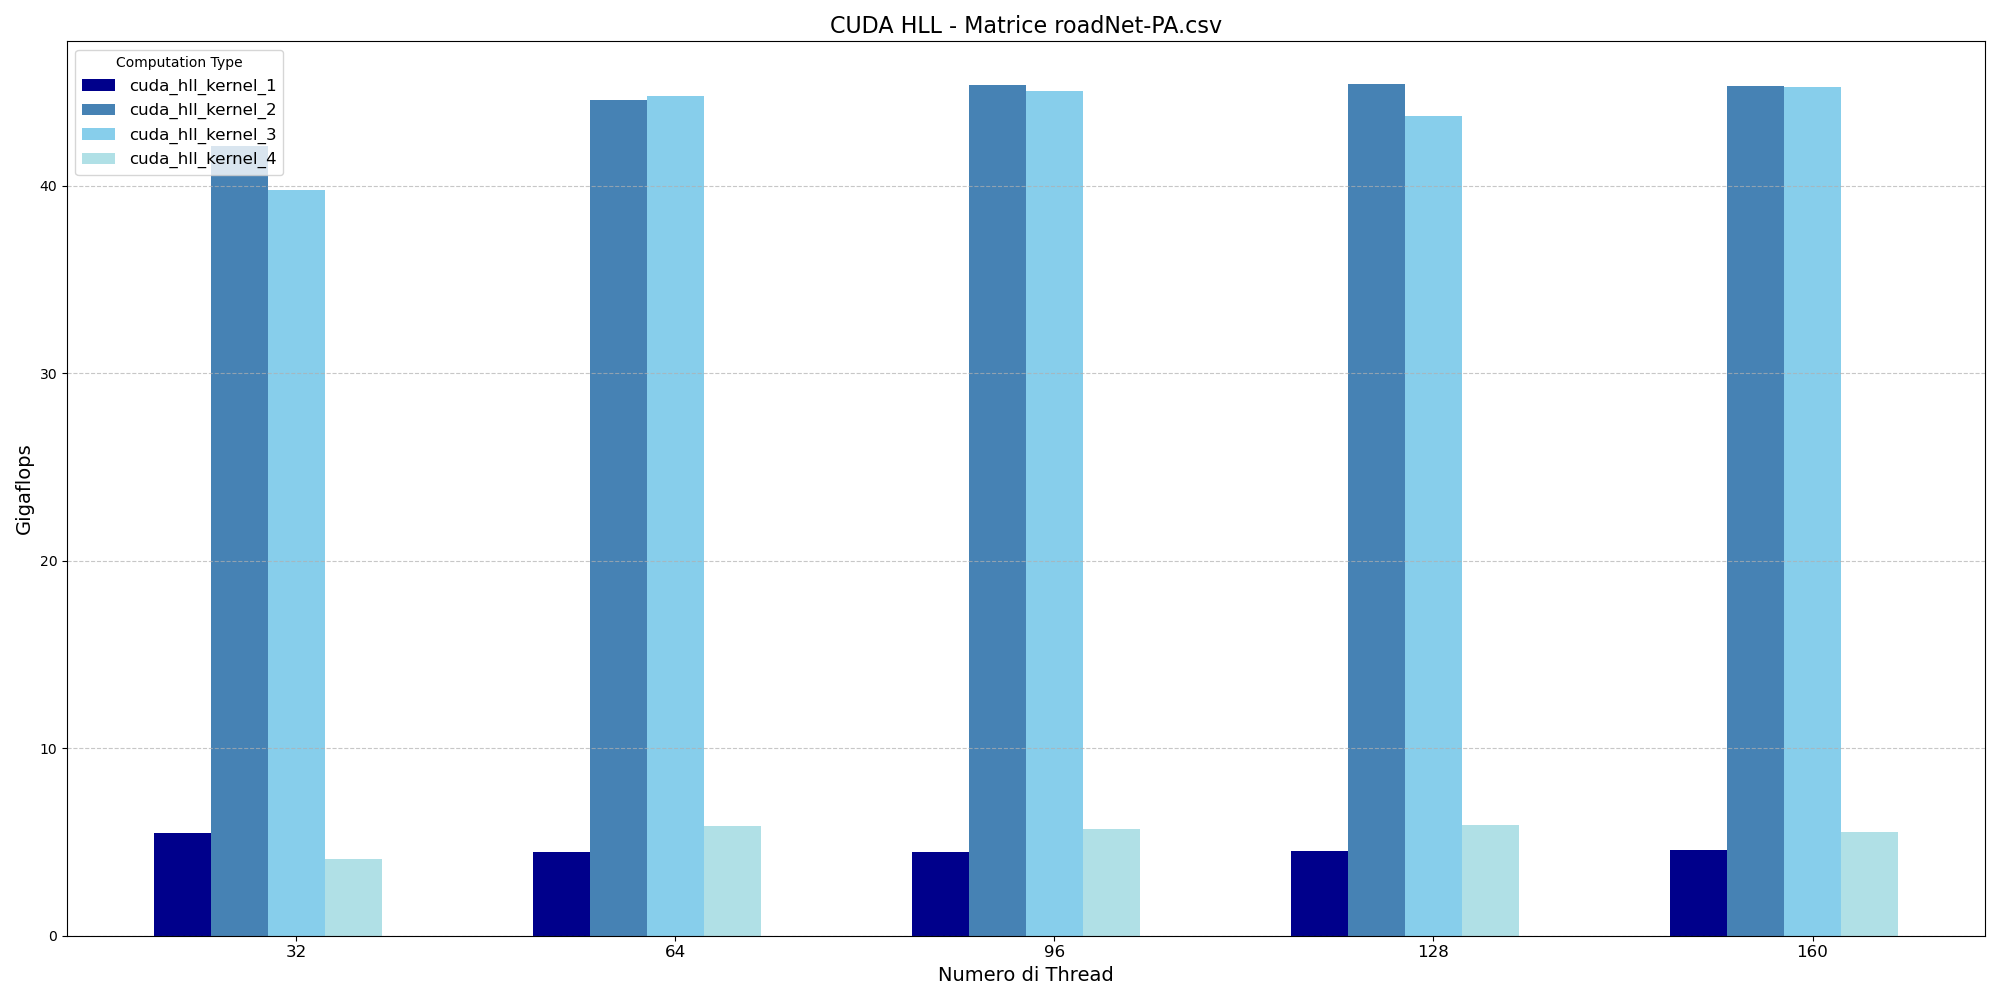 CUDA HLL - Matrice roadNet-PA.csv
Computation Type
cuda_hll_kernel_1
cuda_hll_kernel_2
cuda_hll_kernel_3
cuda_hll_kernel_4
Gigaflops
40
30
20
10
0
32 64 96 128 160
Numero di Thread